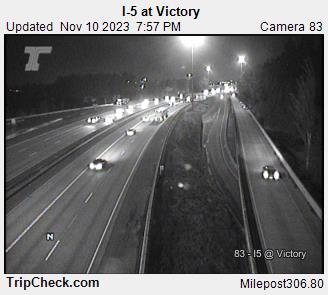 I-5 at Victory
Updated  Nov 10 2023  7:57 PM
Camera 83
T
N
83 - I5 @ Victory
TripCheck.com
Milepost306.80